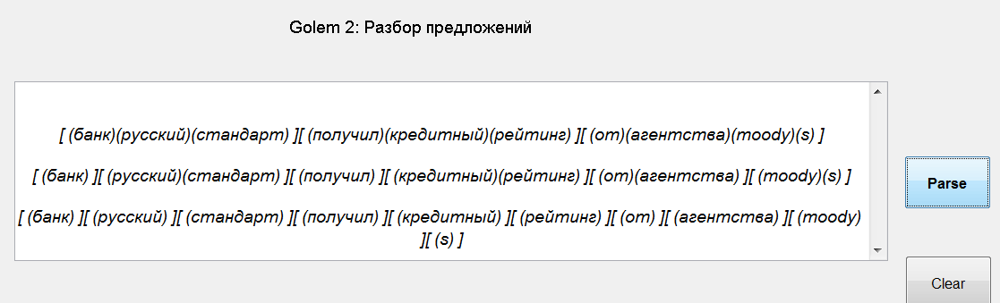 Golem 2: Разбор предложений
[ (банк)(русский)(стандарт) ][ (получил)(кредитный)(рейтинг) ][ (от)(агентства)(moody)(s) ]
[ (банк) ][ (русский)(стандарт) ][ (получил) ][ (кредитный)(рейтинг) ][ (от)(агентства) ][ (moody)(s) ]
[ (банк) ][ (русский) ][ (стандарт) ][ (получил) ][ (кредитный) ][ (рейтинг) ][ (от) ][ (агентства) ][ (moody)
][ (s) ]
Parse
Clear